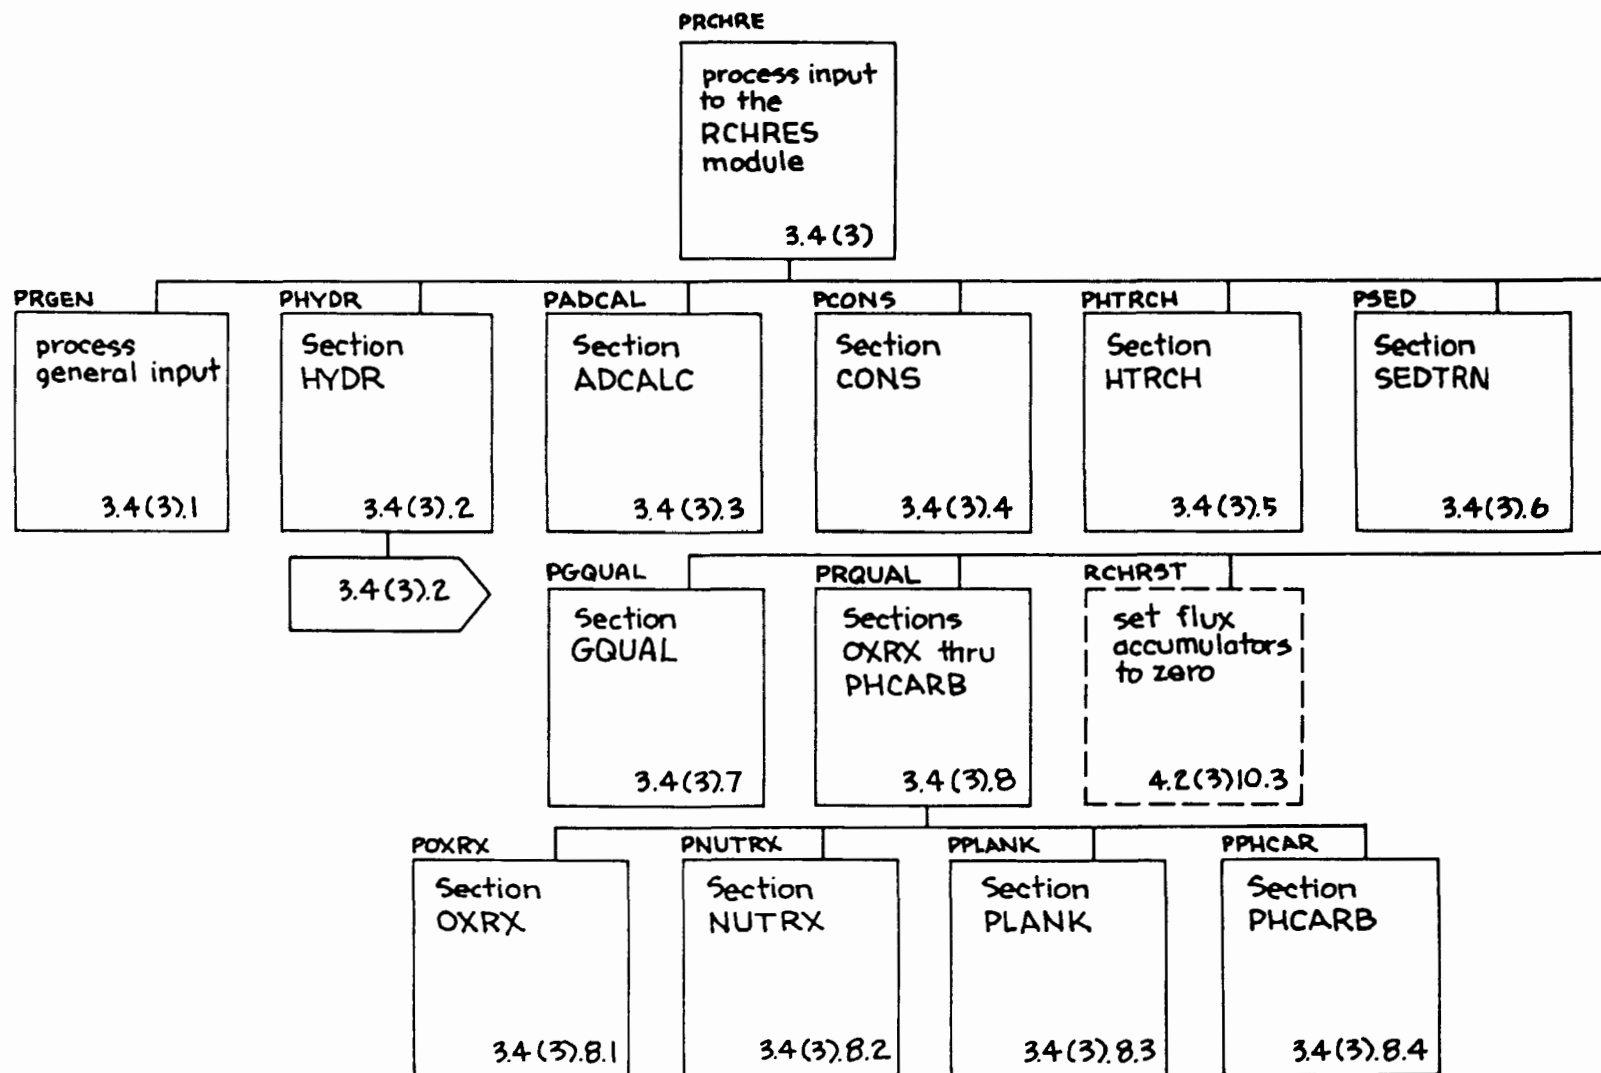 PRCHRE
process input
to the
RCHRES
module
3.4(3)
PRGEN
process
general input
3.4(3).1
PHYDR
Section
HYDR
3.4(3).2
PADCAL
Section
ADCALC
3.4(3).3
PCONS
Section
CONS
3.4(3).4
PHTRCH
Section
HTRCH
3.4(3).5
PSED
Section
SEDTRN
3.4(3).6
3.4(3).2
PGQUAL
Section
GQUAL
3.4(3).7
PRQUAL
Sections
OXRX thru
PHCARB
3.4(3).8
RCHRST
set flux
accumulators
to zero
4.2(3)10.3
POXRX
Section
OXRX
3.4(3).8.1
PNUTRX
Section
NUTRX
3.4(3).8.2
PPLANK
Section
PLANK
3.4(3).8.3
PPHCAR
Section
PHCARB
3.4(3).8.4